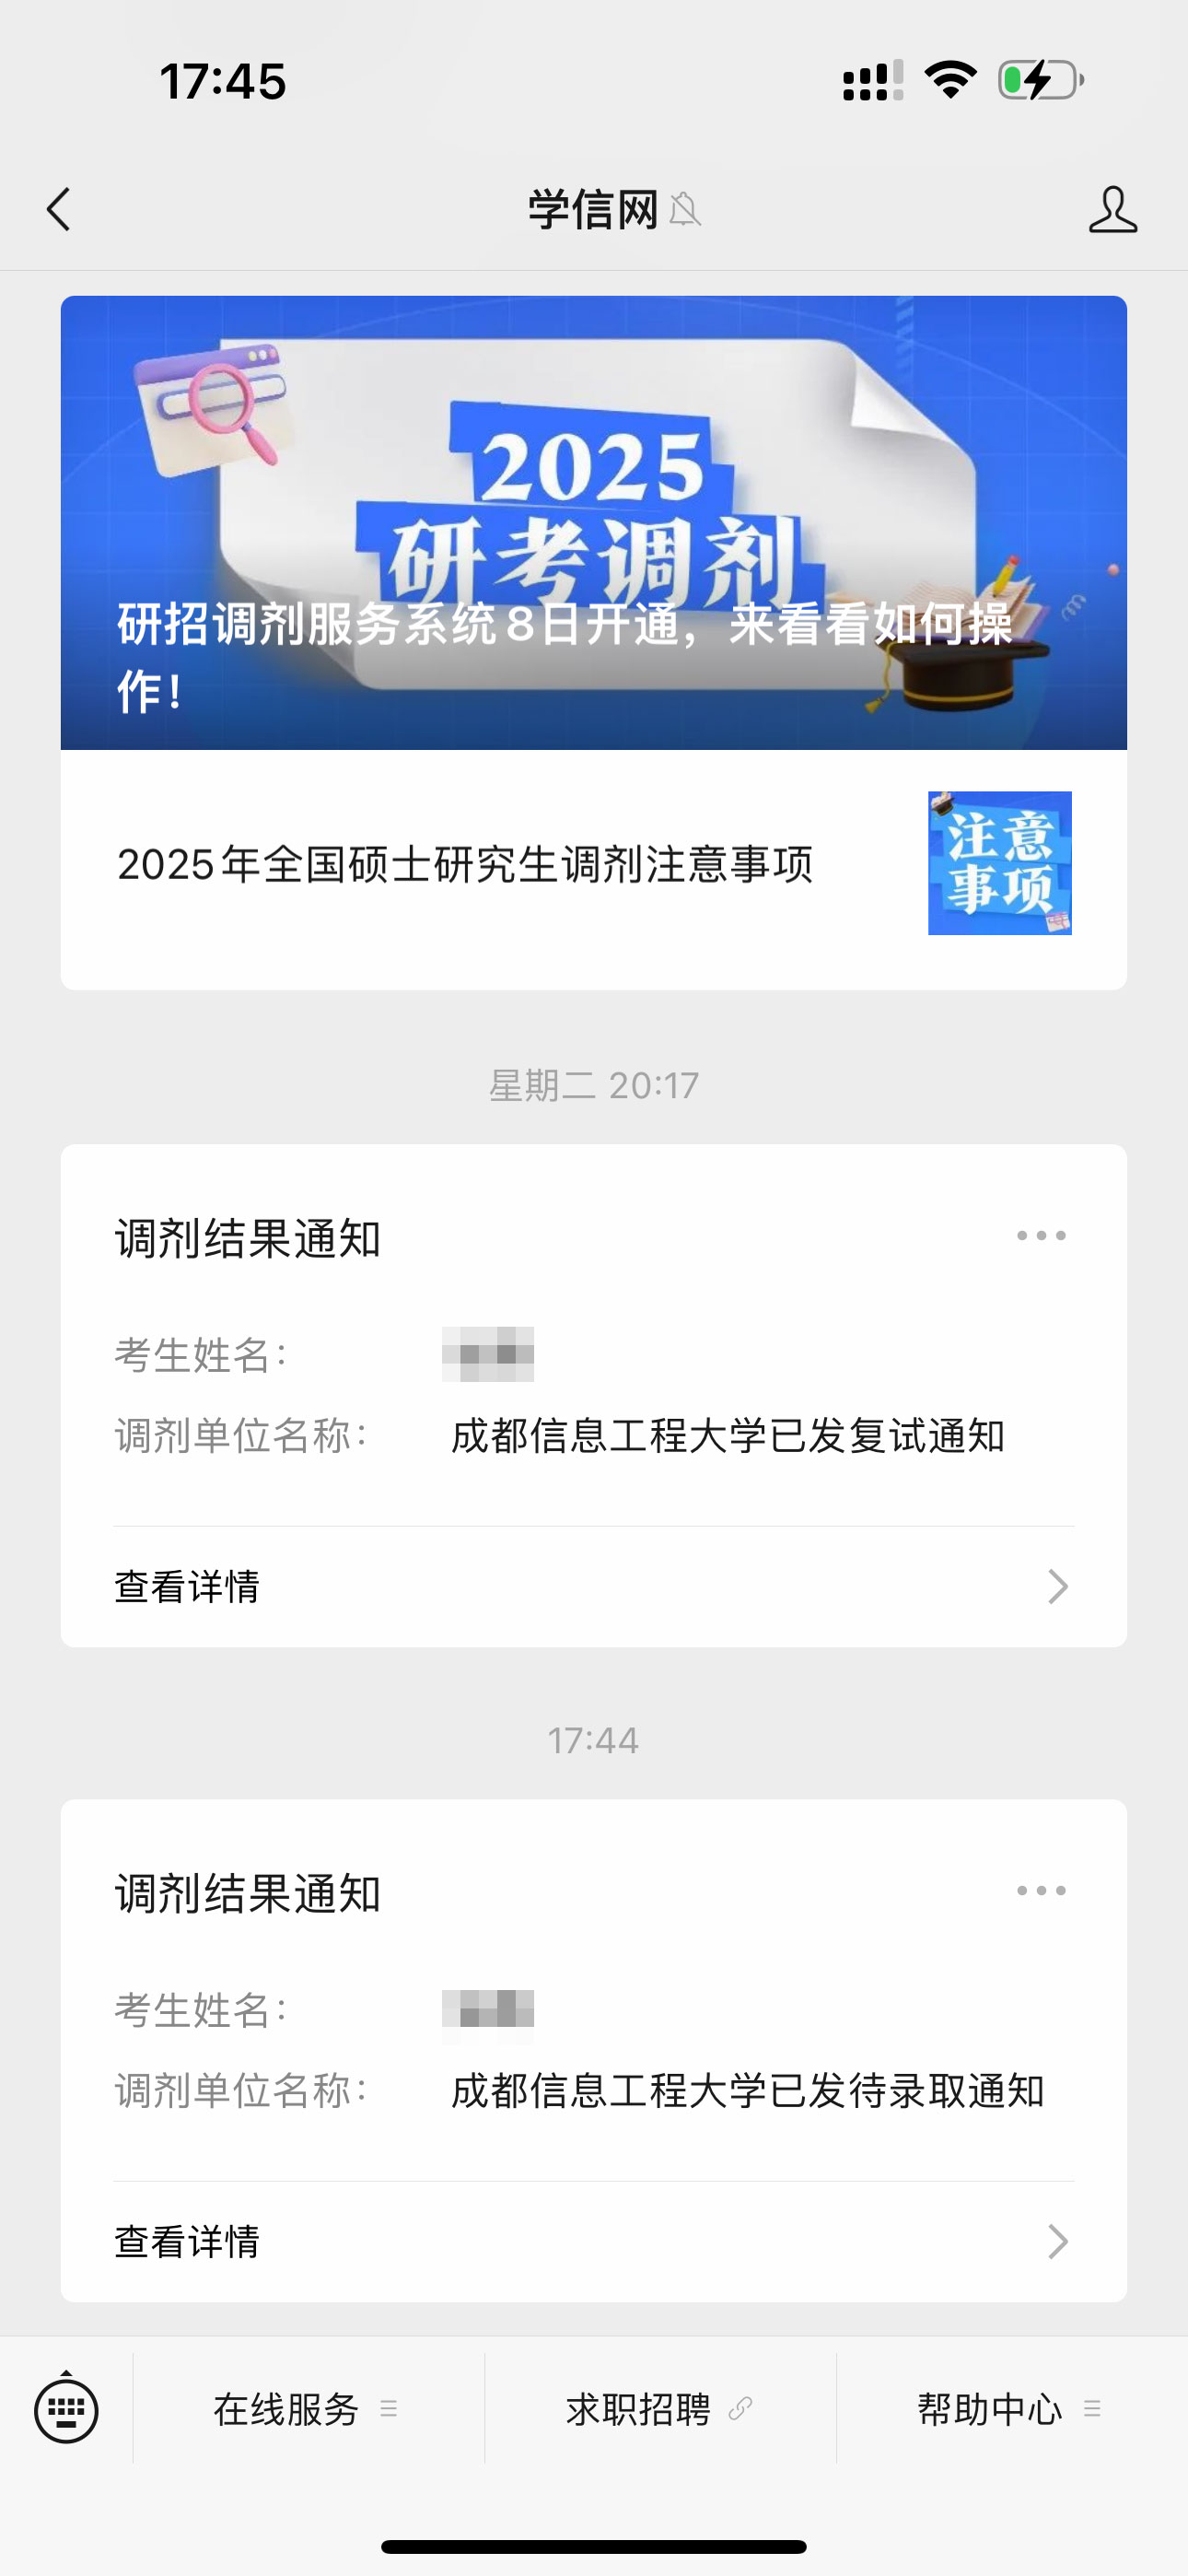 17:45
学信网
2025
研考调剂
研招调剂服务系统8日开通，来看看如何操
作！
2025年全国硕士研究生调剂注意事项
注意
事项
星期二 20:17
调剂结果通知
考生姓名：
调剂单位名称： 成都信息工程大学已发复试通知
查看详情
17:44
调剂结果通知
考生姓名：
调剂单位名称： 成都信息工程大学已发待录取通知
查看详情
在线服务 求职招聘 帮助中心